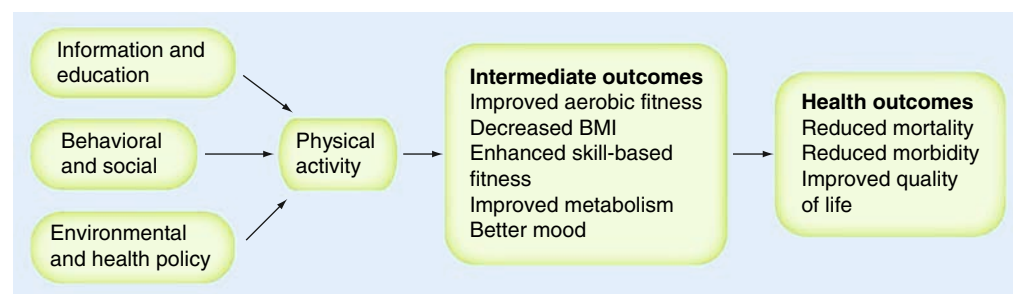 Information and
education
Behavioral
and social
Environmental
and health policy
Physical
activity
Intermediate outcomes
Improved aerobic fitness
Decreased BMI
Enhanced skill-based
fitness
Improved metabolism
Better mood
Health outcomes
Reduced mortality
Reduced morbidity
Improved quality
of life